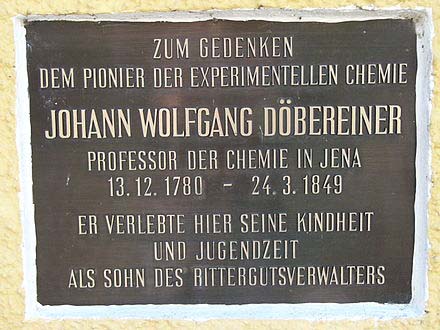 ZUM GEDENKEN
DEM PIONIER DER EXPERIMENTELLEN CHEMIE
JOHANN WOLFGANG DÖBEREINER
PROFESSOR DER CHEMIE IN JENA
13.12.1780 - 24.3.1849
ER VERLEBTE HIER SEINE KINDHEIT
UND JUGENDZEIT
ALS SOHN DES RITTERGUTSVERWALTERS